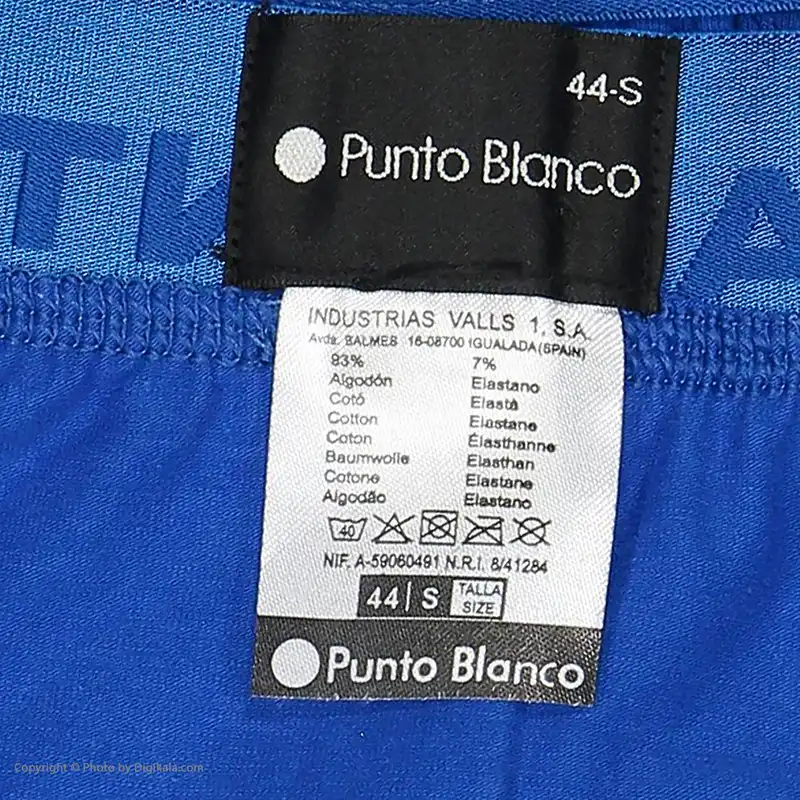 44-S
Punto Blanco
INDUSTRIAS VALLS 1, S.A.
Avda. BALMES 16-08700 IGUALADA (SPAIN)
93% 7%
Algodón Elastano
Cotó Elastà
Cotton Elastane
Coton Élasthanne
Baumwolle Elasthan
Cotone Elastane
Algodão Elastano
40
NIF. A-59060491 N.R.I. 8/41284
44 S TALLA SIZE
Punto Blanco
Copyright © Photo by Digikala.com